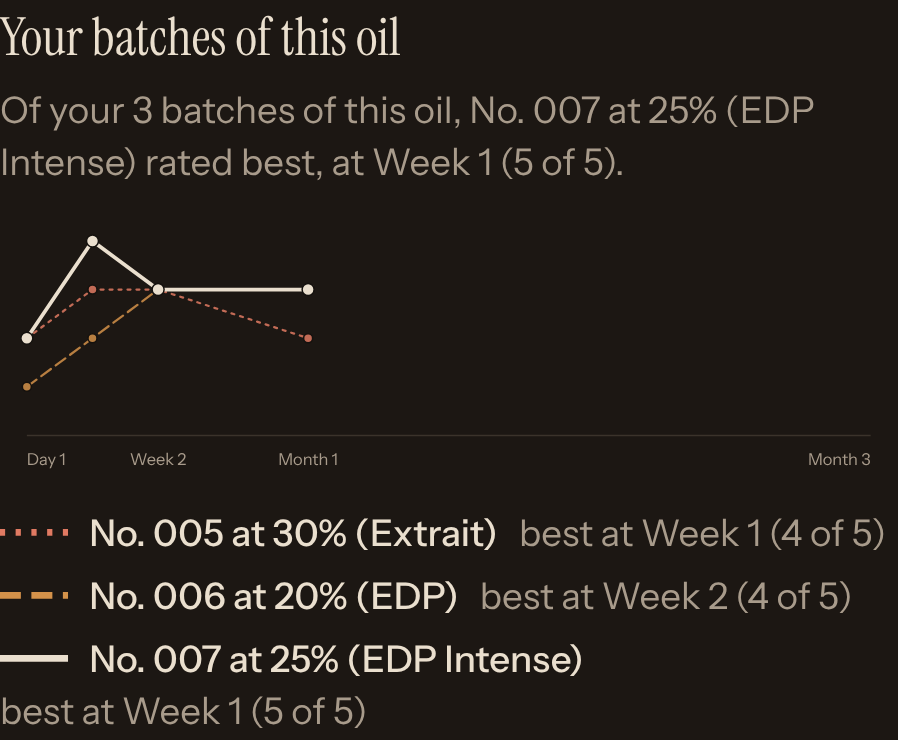 Your batches of this oil
Of your 3 batches of this oil, No. 007 at 25% (EDP
Intense) rated best, at Week 1 (5 of 5).
Day 1 Week 2 Month 1 Month 3
No. 005 at 30% (Extrait) best at Week 1 (4 of 5)
No. 006 at 20% (EDP) best at Week 2 (4 of 5)
No. 007 at 25% (EDP Intense)
best at Week 1 (5 of 5)